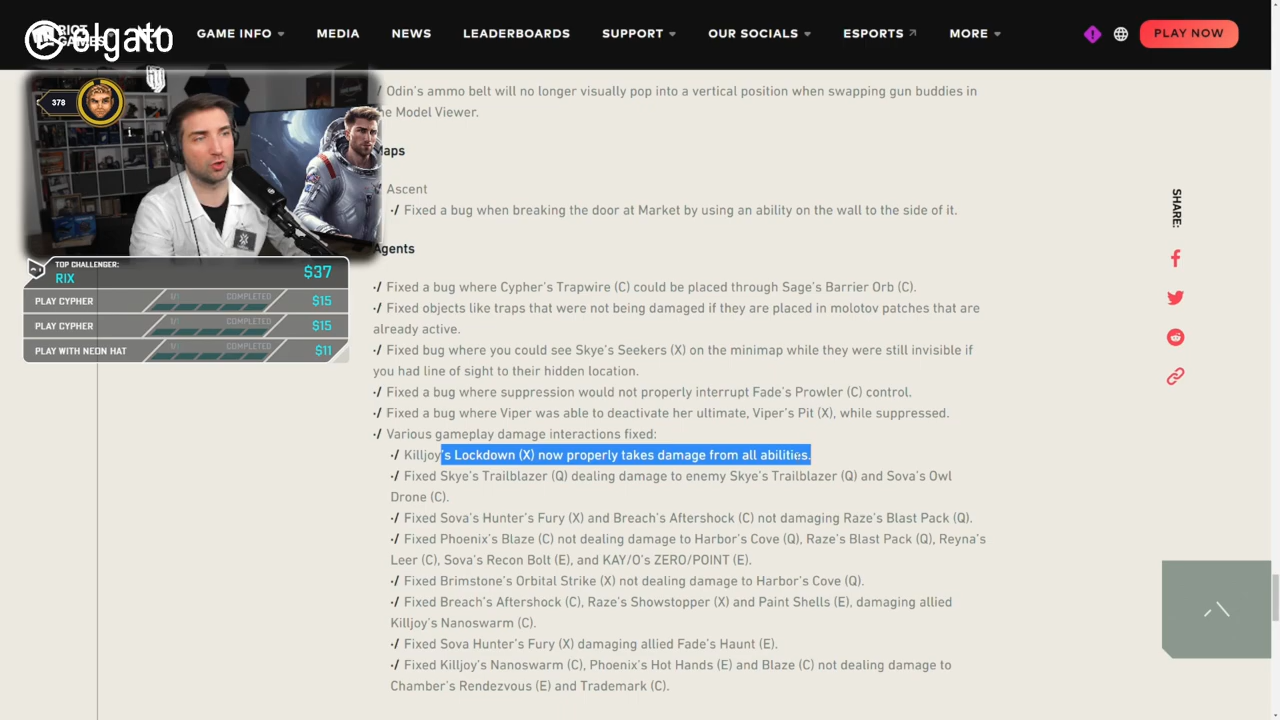 RIOT GAMES
elgato
GAME INFO
MEDIA
NEWS
LEADERBOARDS
SUPPORT
OUR SOCIALS
ESPORTS
MORE
PLAY NOW
·/ Odin's ammo belt will no longer visually pop into a vertical position when swapping gun buddies in
the Model Viewer.
Maps
Ascent
·/ Fixed a bug when breaking the door at Market by using an ability on the wall to the side of it.
Agents
·/ Fixed a bug where Cypher's Trapwire (C) could be placed through Sage's Barrier Orb (C).
·/ Fixed objects like traps that were not being damaged if they are placed in molotov patches that are
already active.
·/ Fixed bug where you could see Skye's Seekers (X) on the minimap while they were still invisible if
you had line of sight to their hidden location.
·/ Fixed a bug where suppression would not properly interrupt Fade's Prowler (C) control.
·/ Fixed a bug where Viper was able to deactivate her ultimate, Viper's Pit (X), while suppressed.
·/ Various gameplay damage interactions fixed:
·/ Killjoy's Lockdown (X) now properly takes damage from all abilities.
·/ Fixed Skye's Trailblazer (Q) dealing damage to enemy Skye's Trailblazer (Q) and Sova's Owl
Drone (C).
·/ Fixed Sova's Hunter's Fury (X) and Breach's Aftershock (C) not damaging Raze's Blast Pack (Q).
·/ Fixed Phoenix's Blaze (C) not dealing damage to Harbor's Cove (Q), Raze's Blast Pack (Q), Reyna's
Leer (C), Sova's Recon Bolt (E), and KAY/O's ZERO/POINT (E).
·/ Fixed Brimstone's Orbital Strike (X) not dealing damage to Harbor's Cove (Q).
·/ Fixed Breach's Aftershock (C), Raze's Showstopper (X) and Paint Shells (E), damaging allied
Killjoy's Nanoswarm (C).
·/ Fixed Sova Hunter's Fury (X) damaging allied Fade's Haunt (E).
·/ Fixed Killjoy's Nanoswarm (C), Phoenix's Hot Hands (E) and Blaze (C) not dealing damage to
Chamber's Rendezvous (E) and Trademark (C).
SHARE:
378
TOP CHALLENGER:
RIX
$37
PLAY CYPHER 1/1 COMPLETED $15
PLAY CYPHER 1/1 COMPLETED $15
PLAY WITH NEON HAT 1/1 COMPLETED $11